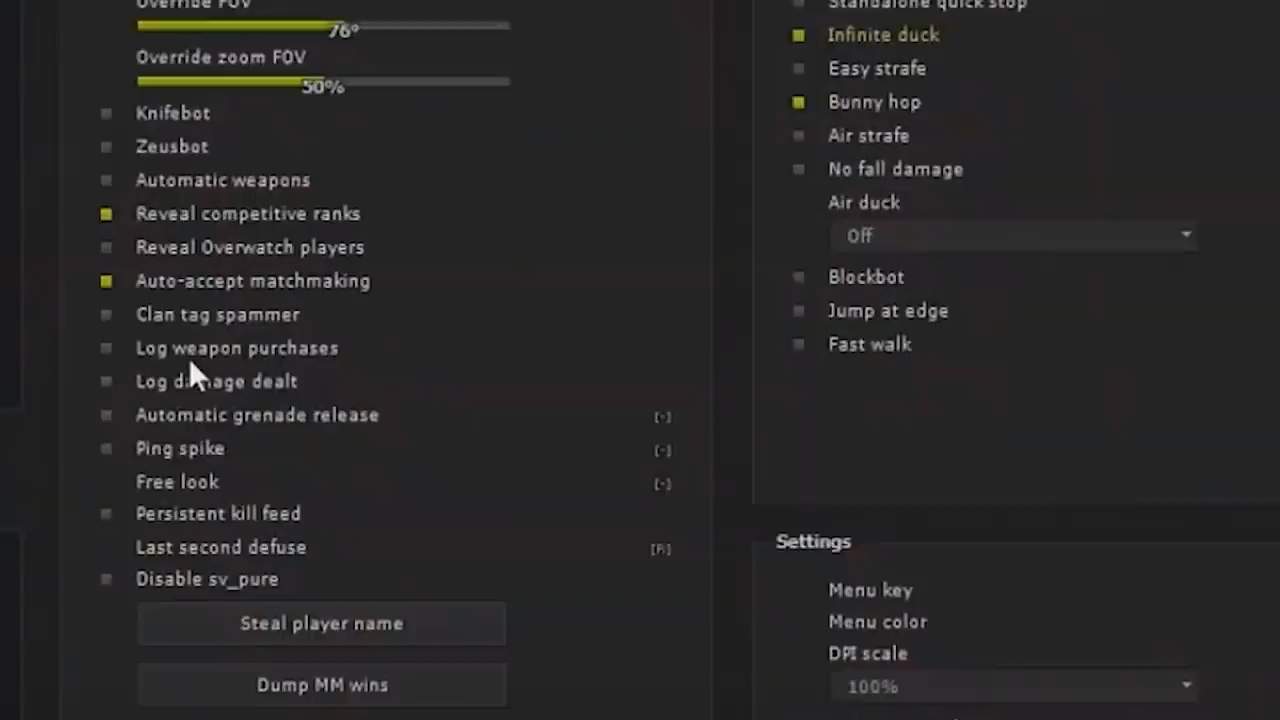 Override FOV
76°
Override zoom FOV
50%
Knifebot
Zeusbot
Automatic weapons
Reveal competitive ranks
Reveal Overwatch players
Auto-accept matchmaking
Clan tag spammer
Log weapon purchases
Log damage dealt
Automatic grenade release [-]
Ping spike [-]
Free look [-]
Persistent kill feed
Last second defuse
Disable sv_pure
Steal player name
Dump MM wins
Standalone quick stop
Infinite duck
Easy strafe
Bunny hop
Air strafe
No fall damage
Air duck
Off
Blockbot
Jump at edge
Fast walk
Settings
Menu key
Menu color
DPI scale
100%